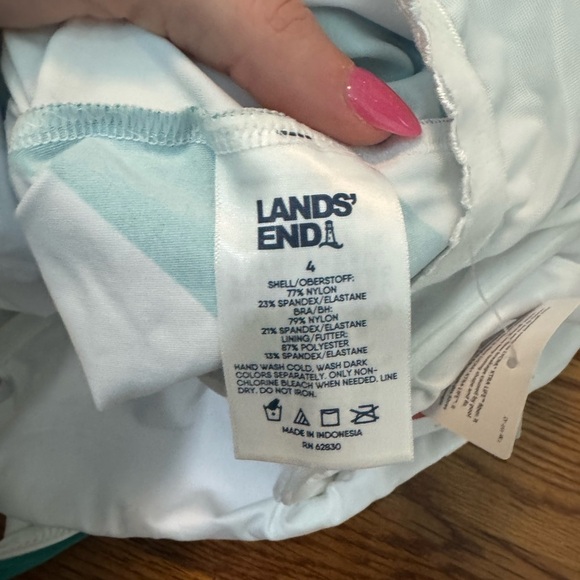 LANDS'
END
4
SHELL/OBERSTOFF:
77% NYLON
23% SPANDEX/ELASTANE
BRA/BH:
79% NYLON
21% SPANDEX/ELASTANE
LINING/FUTTER:
87% POLYESTER
13% SPANDEX/ELASTANE
HAND WASH COLD, WASH DARK
COLORS SEPARATELY. ONLY NON-
CHLORINE BLEACH WHEN NEEDED. LINE
DRY. DO NOT IRON.
MADE IN INDONESIA
RN 62830